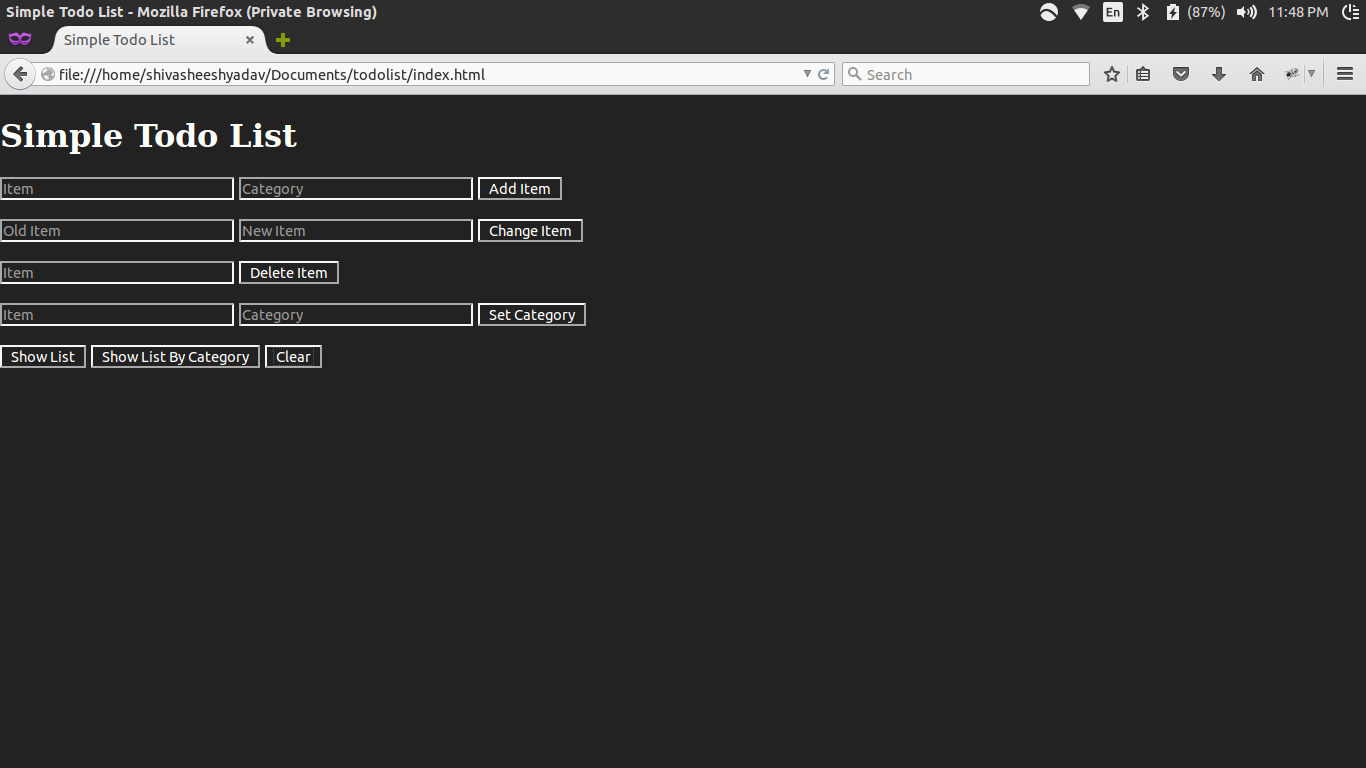 Simple Todo List - Mozilla Firefox (Private Browsing)
En (87%) 11:48 PM
Simple Todo List
file:///home/shivasheeshyadav/Documents/todolist/index.html Search
Simple Todo List
Item Category Add Item
Old Item New Item Change Item
Item Delete Item
Item Category Set Category
Show List Show List By Category Clear